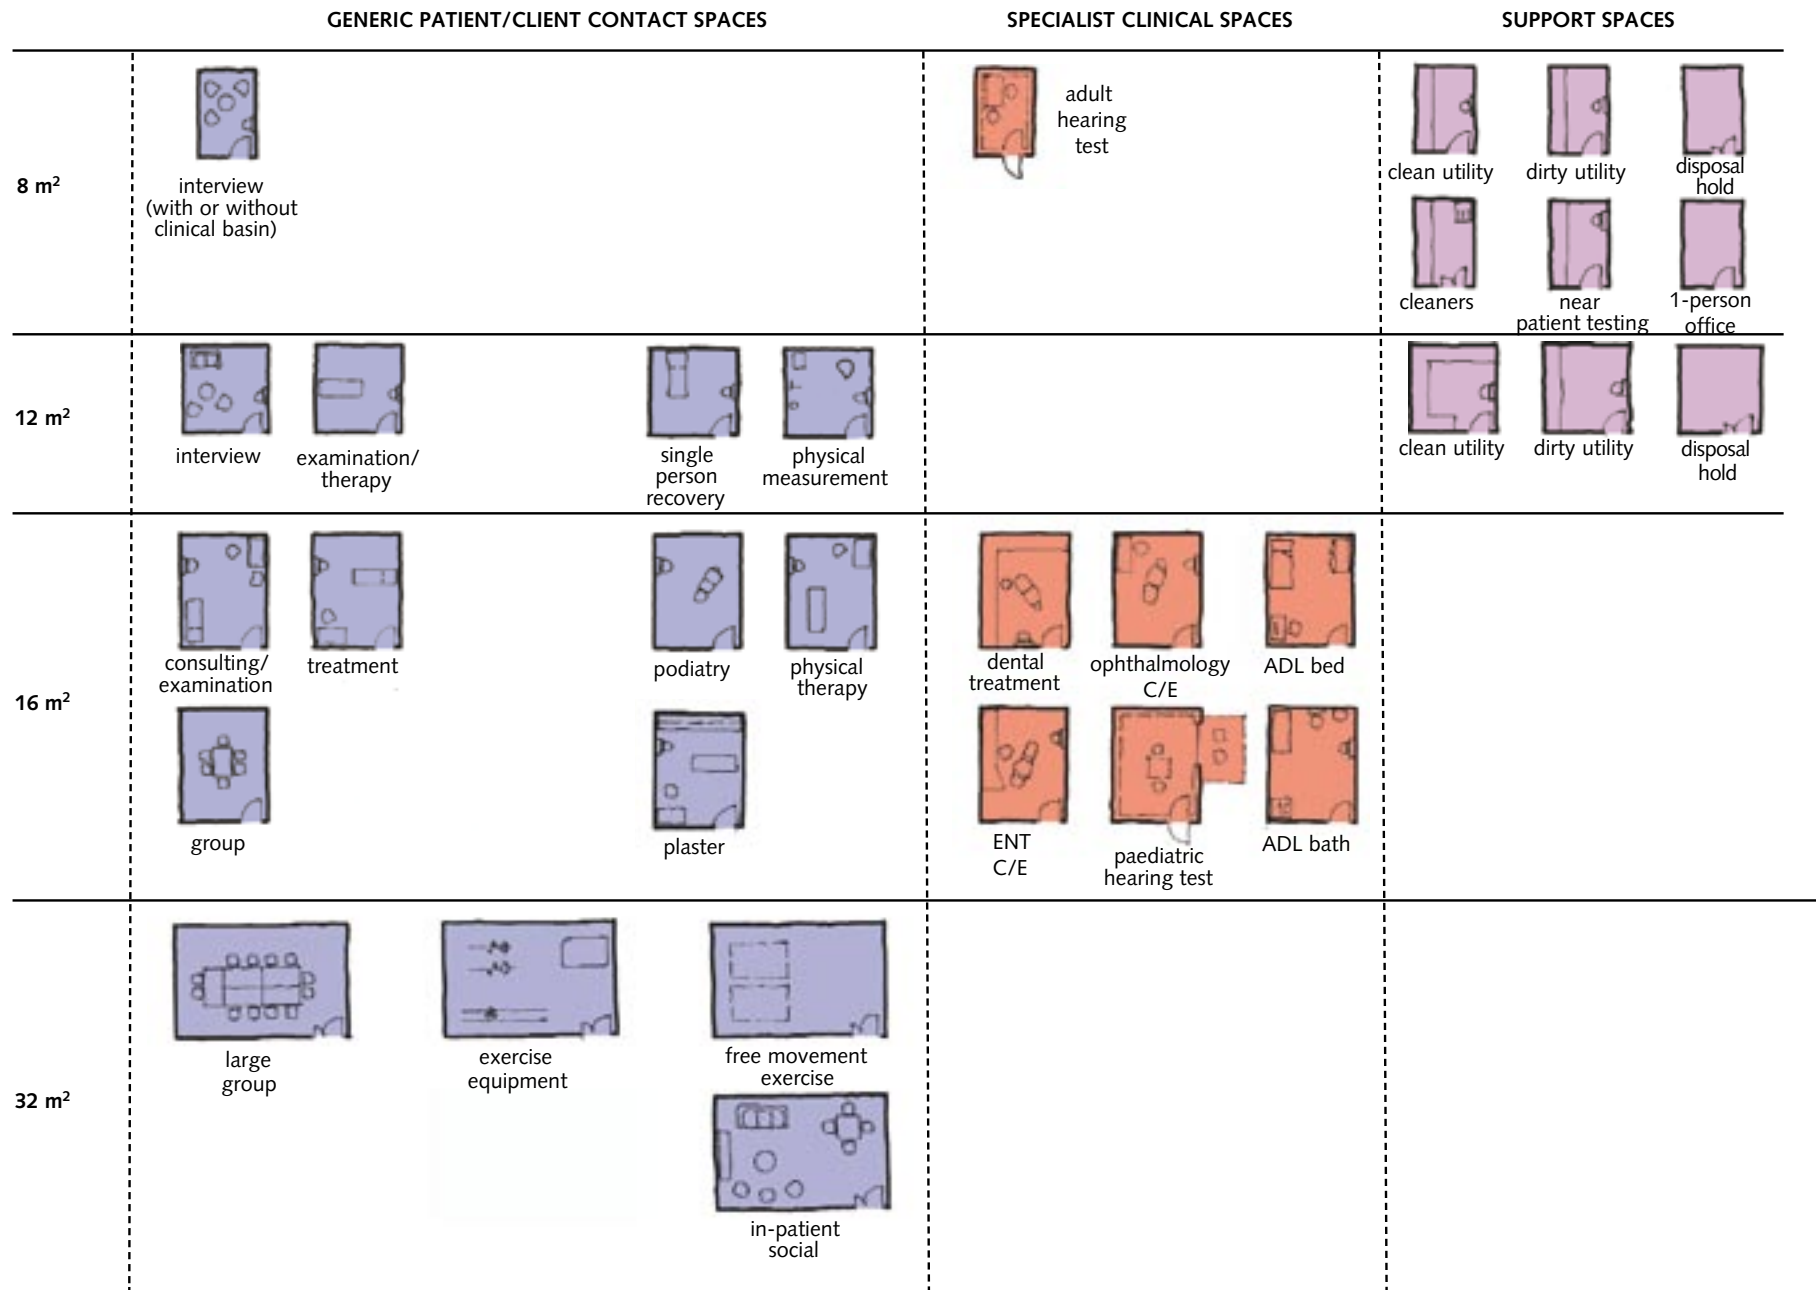 GENERIC PATIENT/CLIENT CONTACT SPACES
SPECIALIST CLINICAL SPACES
SUPPORT SPACES
8 m²
interview
(with or without
clinical basin)
adult
hearing
test
clean utility
dirty utility
disposal
hold
cleaners
near
patient testing
1-person
office
12 m²
interview
examination/
therapy
single
person
recovery
physical
measurement
clean utility
dirty utility
disposal
hold
16 m²
consulting/
examination
treatment
podiatry
physical
therapy
dental
treatment
ophthalmology
C/E
ADL bed
group
plaster
ENT
C/E
paediatric
hearing test
ADL bath
32 m²
large
group
exercise
equipment
free movement
exercise
in-patient
social